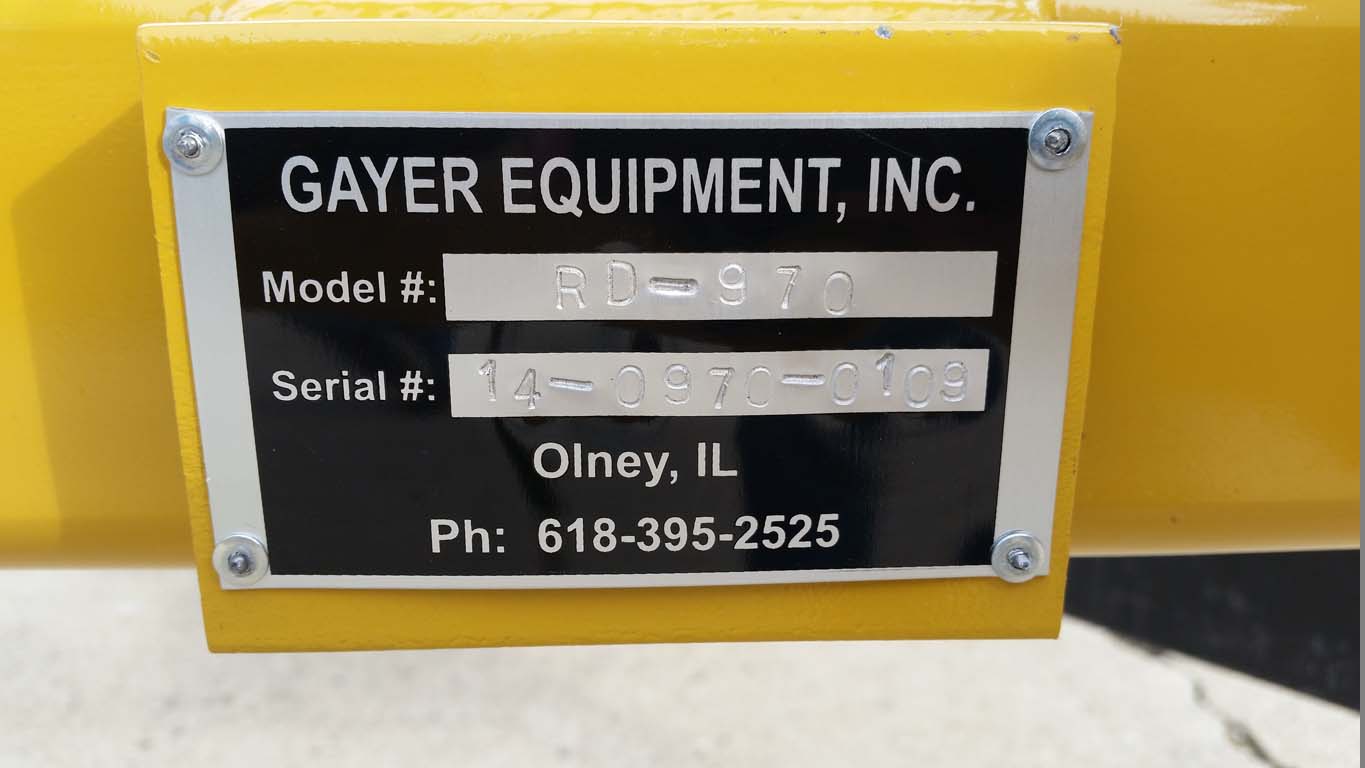 GAYER EQUIPMENT, INC.
Model #: RD-970
Serial #: 14-0970-0109
Olney, IL
Ph: 618-395-2525